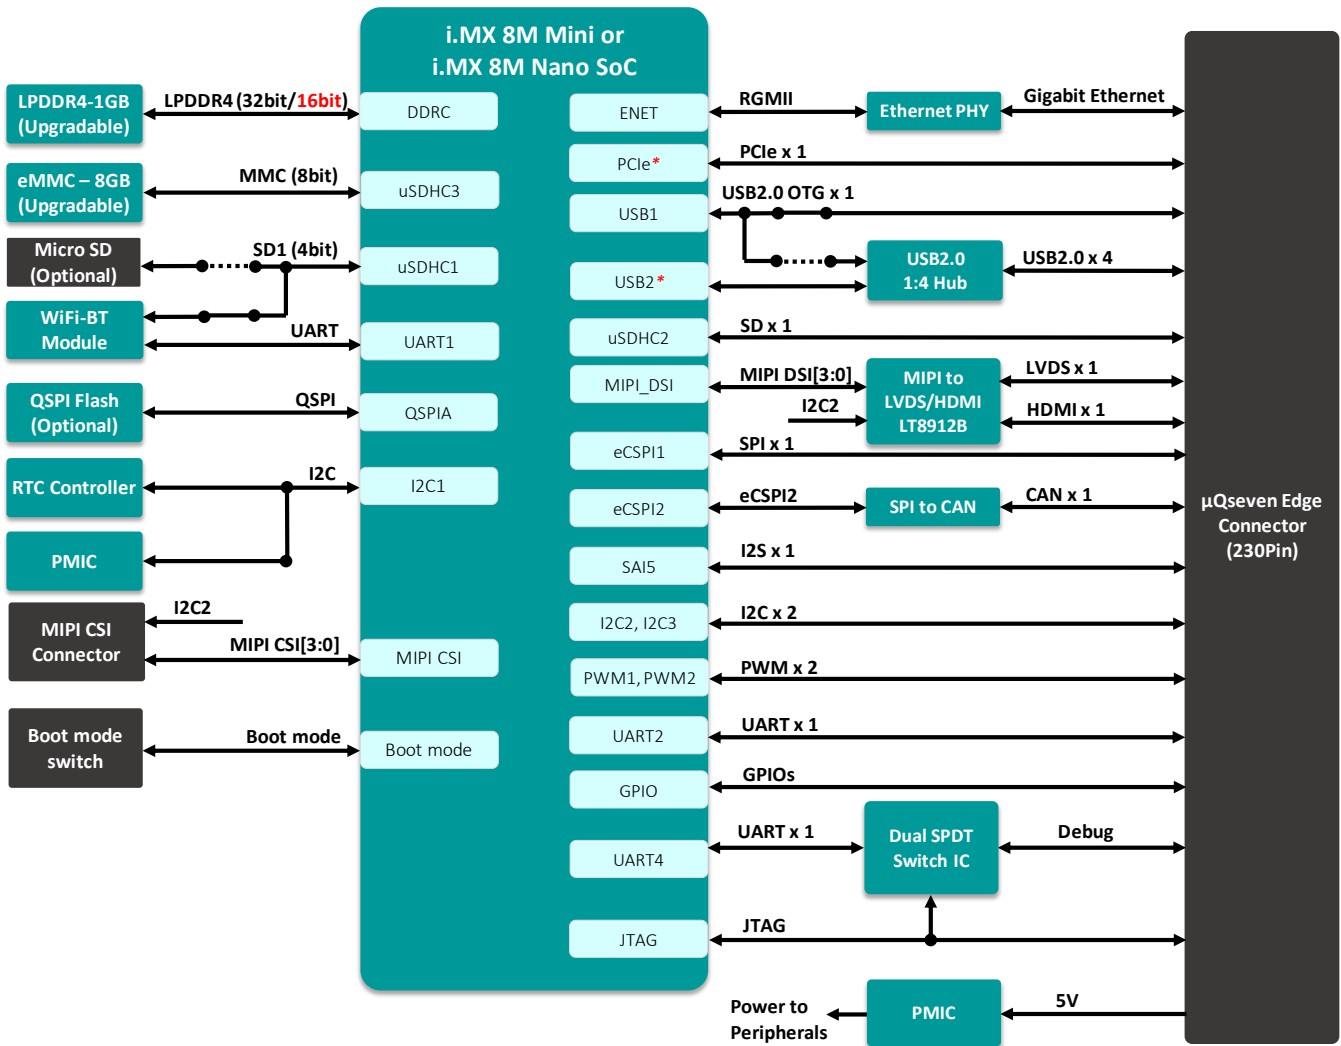 i.MX 8M Mini or
i.MX 8M Nano SoC
LPDDR4-1GB
(Upgradable)
LPDDR4 (32bit/16bit)
DDRC
eMMC – 8GB
(Upgradable)
MMC (8bit)
uSDHC3
Micro SD
(Optional)
SD1 (4bit)
uSDHC1
WiFi-BT
Module
UART
UART1
QSPI Flash
(Optional)
QSPI
QSPIA
RTC Controller
I2C
I2C1
PMIC
MIPI CSI
Connector
I2C2
MIPI CSI[3:0]
MIPI CSI
Boot mode
switch
Boot mode
Boot mode
ENET
RGMII
Ethernet PHY
Gigabit Ethernet
PCIe*
PCIe x 1
USB1
USB2.0 OTG x 1
USB2*
USB2.0
1:4 Hub
USB2.0 x 4
uSDHC2
SD x 1
MIPI_DSI
MIPI DSI[3:0]
I2C2
MIPI to
LVDS/HDMI
LT8912B
LVDS x 1
HDMI x 1
eCSPI1
SPI x 1
eCSPI2
eCSPI2
SPI to CAN
CAN x 1
SAI5
I2S x 1
I2C2, I2C3
I2C x 2
PWM1, PWM2
PWM x 2
UART2
UART x 1
GPIO
GPIOs
UART4
UART x 1
Dual SPDT
Switch IC
Debug
JTAG
JTAG
Power to
Peripherals
PMIC
5V
µQseven Edge
Connector
(230Pin)